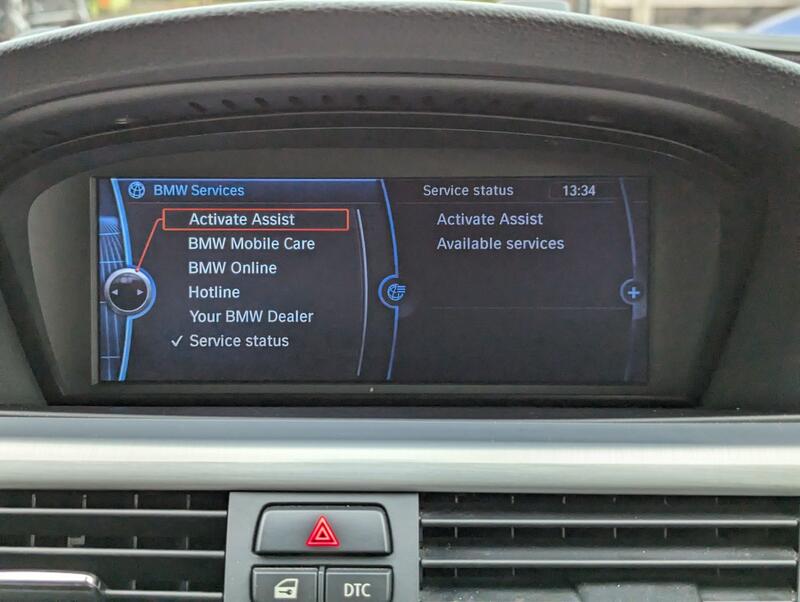 BMW Services
Activate Assist
BMW Mobile Care
BMW Online
Hotline
Your BMW Dealer
Service status
Service status 13:34
Activate Assist
Available services
DTC